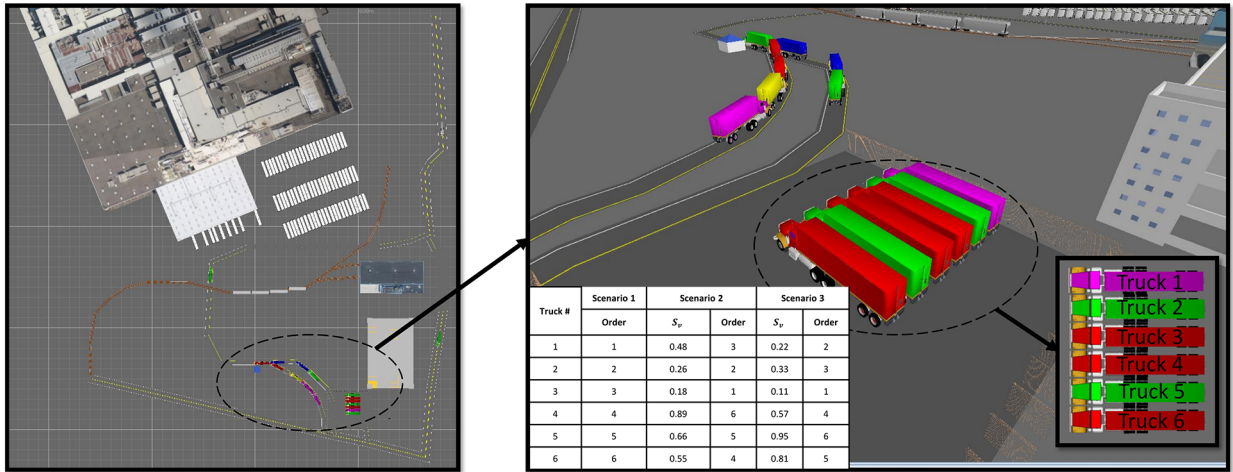 Truck # Scenario 1 Scenario 2 Scenario 3
Order Sᵥ Order Sᵥ Order
1 1 0.48 3 0.22 2
2 2 0.26 2 0.33 3
3 3 0.18 1 0.11 1
4 4 0.89 6 0.57 4
5 5 0.66 5 0.95 6
6 6 0.55 4 0.81 5
Truck 1
Truck 2
Truck 3
Truck 4
Truck 5
Truck 6